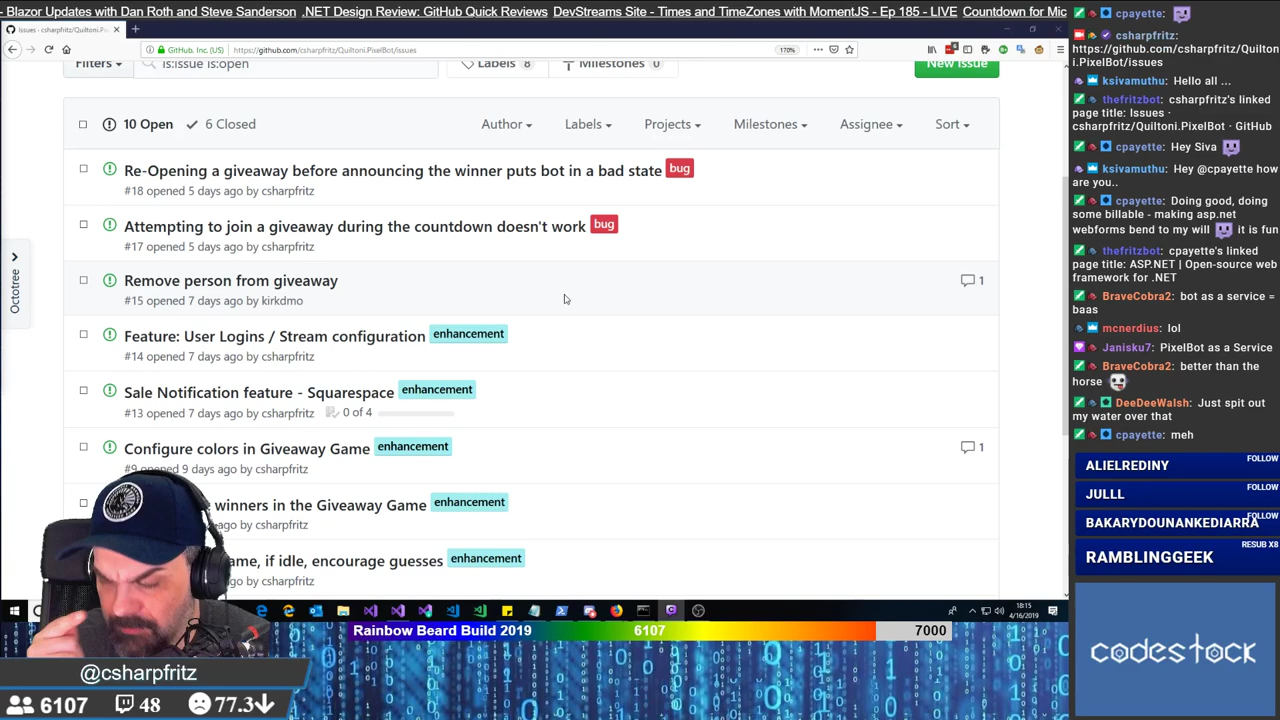 - Blazor Updates with Dan Roth and Steve Sanderson .NET Design Review: GitHub Quick Reviews DevStreams Site - Times and TimeZones with MomentJS - Ep 185 - LIVE Countdown for Mic
Issues · csharpfritz/Quiltoni.Pi
GitHub, Inc. (US) https://github.com/csharpfritz/Quiltoni.PixelBot/issues 170%
Filters is:issue is:open Labels 8 Milestones 0 New issue
10 Open 6 Closed Author Labels Projects Milestones Assignee Sort
Re-Opening a giveaway before announcing the winner puts bot in a bad state bug
#18 opened 5 days ago by csharpfritz
Attempting to join a giveaway during the countdown doesn't work bug
#17 opened 5 days ago by csharpfritz
Remove person from giveaway 1
#15 opened 7 days ago by kirkdmo
Feature: User Logins / Stream configuration enhancement
#14 opened 7 days ago by csharpfritz
Sale Notification feature - Squarespace enhancement
#13 opened 7 days ago by csharpfritz 0 of 4
Configure colors in Giveaway Game enhancement 1
#9 opened 9 days ago by csharpfritz
winners in the Giveaway Game enhancement
ago by csharpfritz
ame, if idle, encourage guesses enhancement
ago by csharpfritz
Octotree
18:15
4/16/2019
Rainbow Beard Build 2019 6107 7000
@csharpfritz
6107 48 77.3
cpayette:
csharpfritz:
https://github.com/csharpfritz/Quilton
i.PixelBot/issues
ksivamuthu: Hello all ...
thefritzbot: csharpfritz's linked
page title: Issues ·
csharpfritz/Quiltoni.PixelBot · GitHub
cpayette: Hey Siva
ksivamuthu: Hey @cpayette how
are you..
cpayette: Doing good, doing
some billable - making asp.net
webforms bend to my will it is fun
thefritzbot: cpayette's linked
page title: ASP.NET | Open-source web
framework for .NET
BraveCobra2: bot as a service =
baas
mcnerdius: lol
Janisku7: PixelBot as a Service
BraveCobra2: better than the
horse
DeeDeeWalsh: Just spit out
my water over that
cpayette: meh
ALIELREDINY FOLLOW
JULLL FOLLOW
BAKARYDOUNANKEDIARRA FOLLOW
RAMBLINGGEEK RESUB X8
codestock